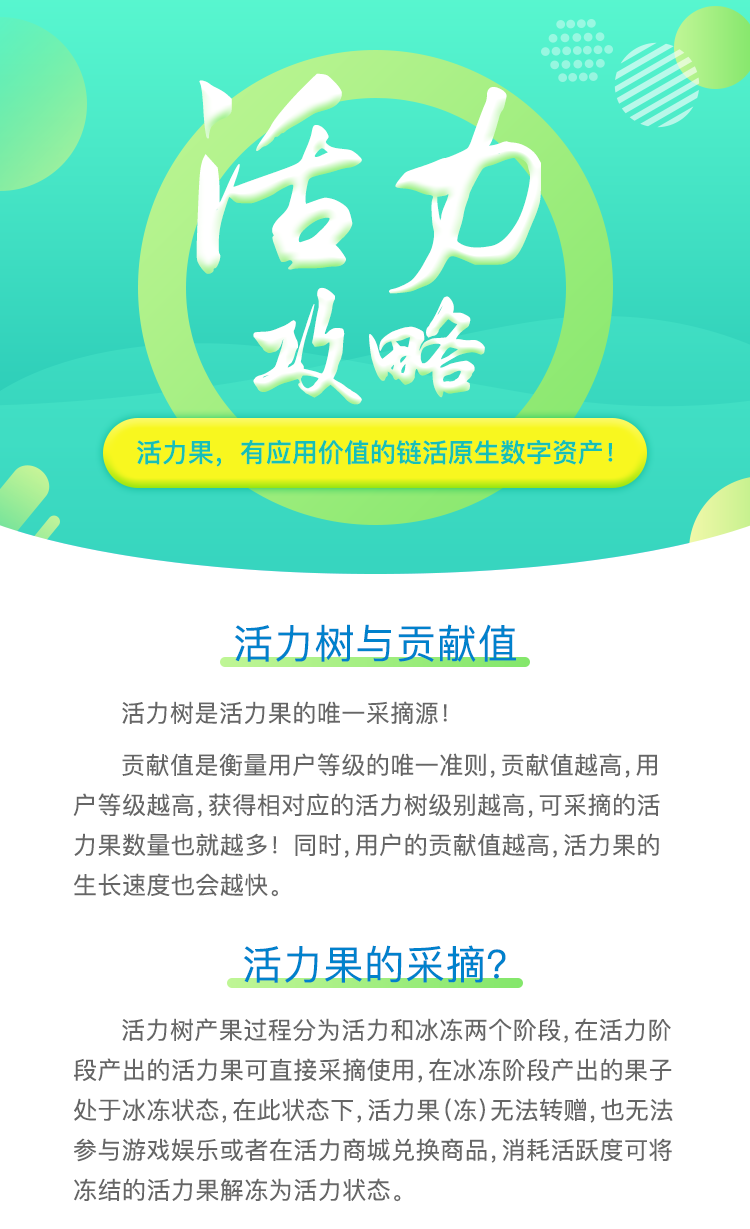 活力
攻略
活力果，有应用价值的链活原生数字资产！
活力树与贡献值
活力树是活力果的唯一采摘源！
贡献值是衡量用户等级的唯一准则，贡献值越高，用
户等级越高，获得相对应的活力树级别越高，可采摘的活
力果数量也就越多！同时，用户的贡献值越高，活力果的
生长速度也会越快。
活力果的采摘？
活力树产果过程分为活力和冰冻两个阶段，在活力阶
段产出的活力果可直接采摘使用，在冰冻阶段产出的果子
处于冰冻状态，在此状态下，活力果（冻）无法转赠，也无法
参与游戏娱乐或者在活力商城兑换商品，消耗活跃度可将
冻结的活力果解冻为活力状态。